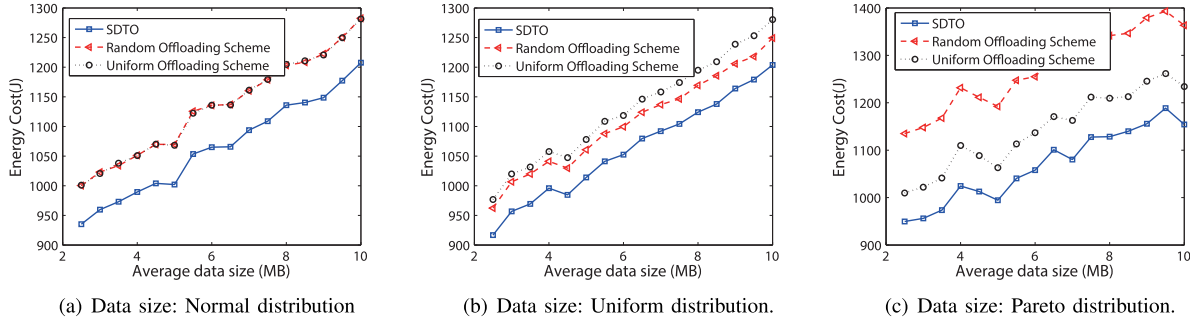 1300
1250
1200
1150
1100
1050
1000
950
900
Energy Cost(J)
SDTO
Random Offloading Scheme
Uniform Offloading Scheme
2 4 6 8 10
Average data size (MB)
(a) Data size: Normal distribution
1300
1250
1200
1150
1100
1050
1000
950
900
Energy Cost(J)
SDTO
Random Offloading Scheme
Uniform Offloading Scheme
2 4 6 8 10
Average data size (MB)
(b) Data size: Uniform distribution.
1400
1300
1200
1100
1000
900
Energy Cost(J)
SDTO
Random Offloading Scheme
Uniform Offloading Scheme
2 4 6 8 10
Average data size (MB)
(c) Data size: Pareto distribution.